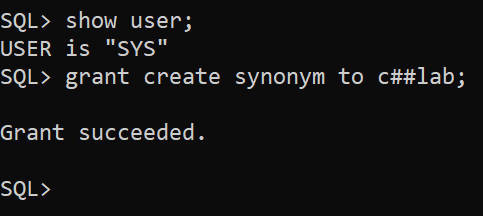 SQL> show user;
USER is "SYS"
SQL> grant create synonym to c##lab;
Grant succeeded.
SQL>